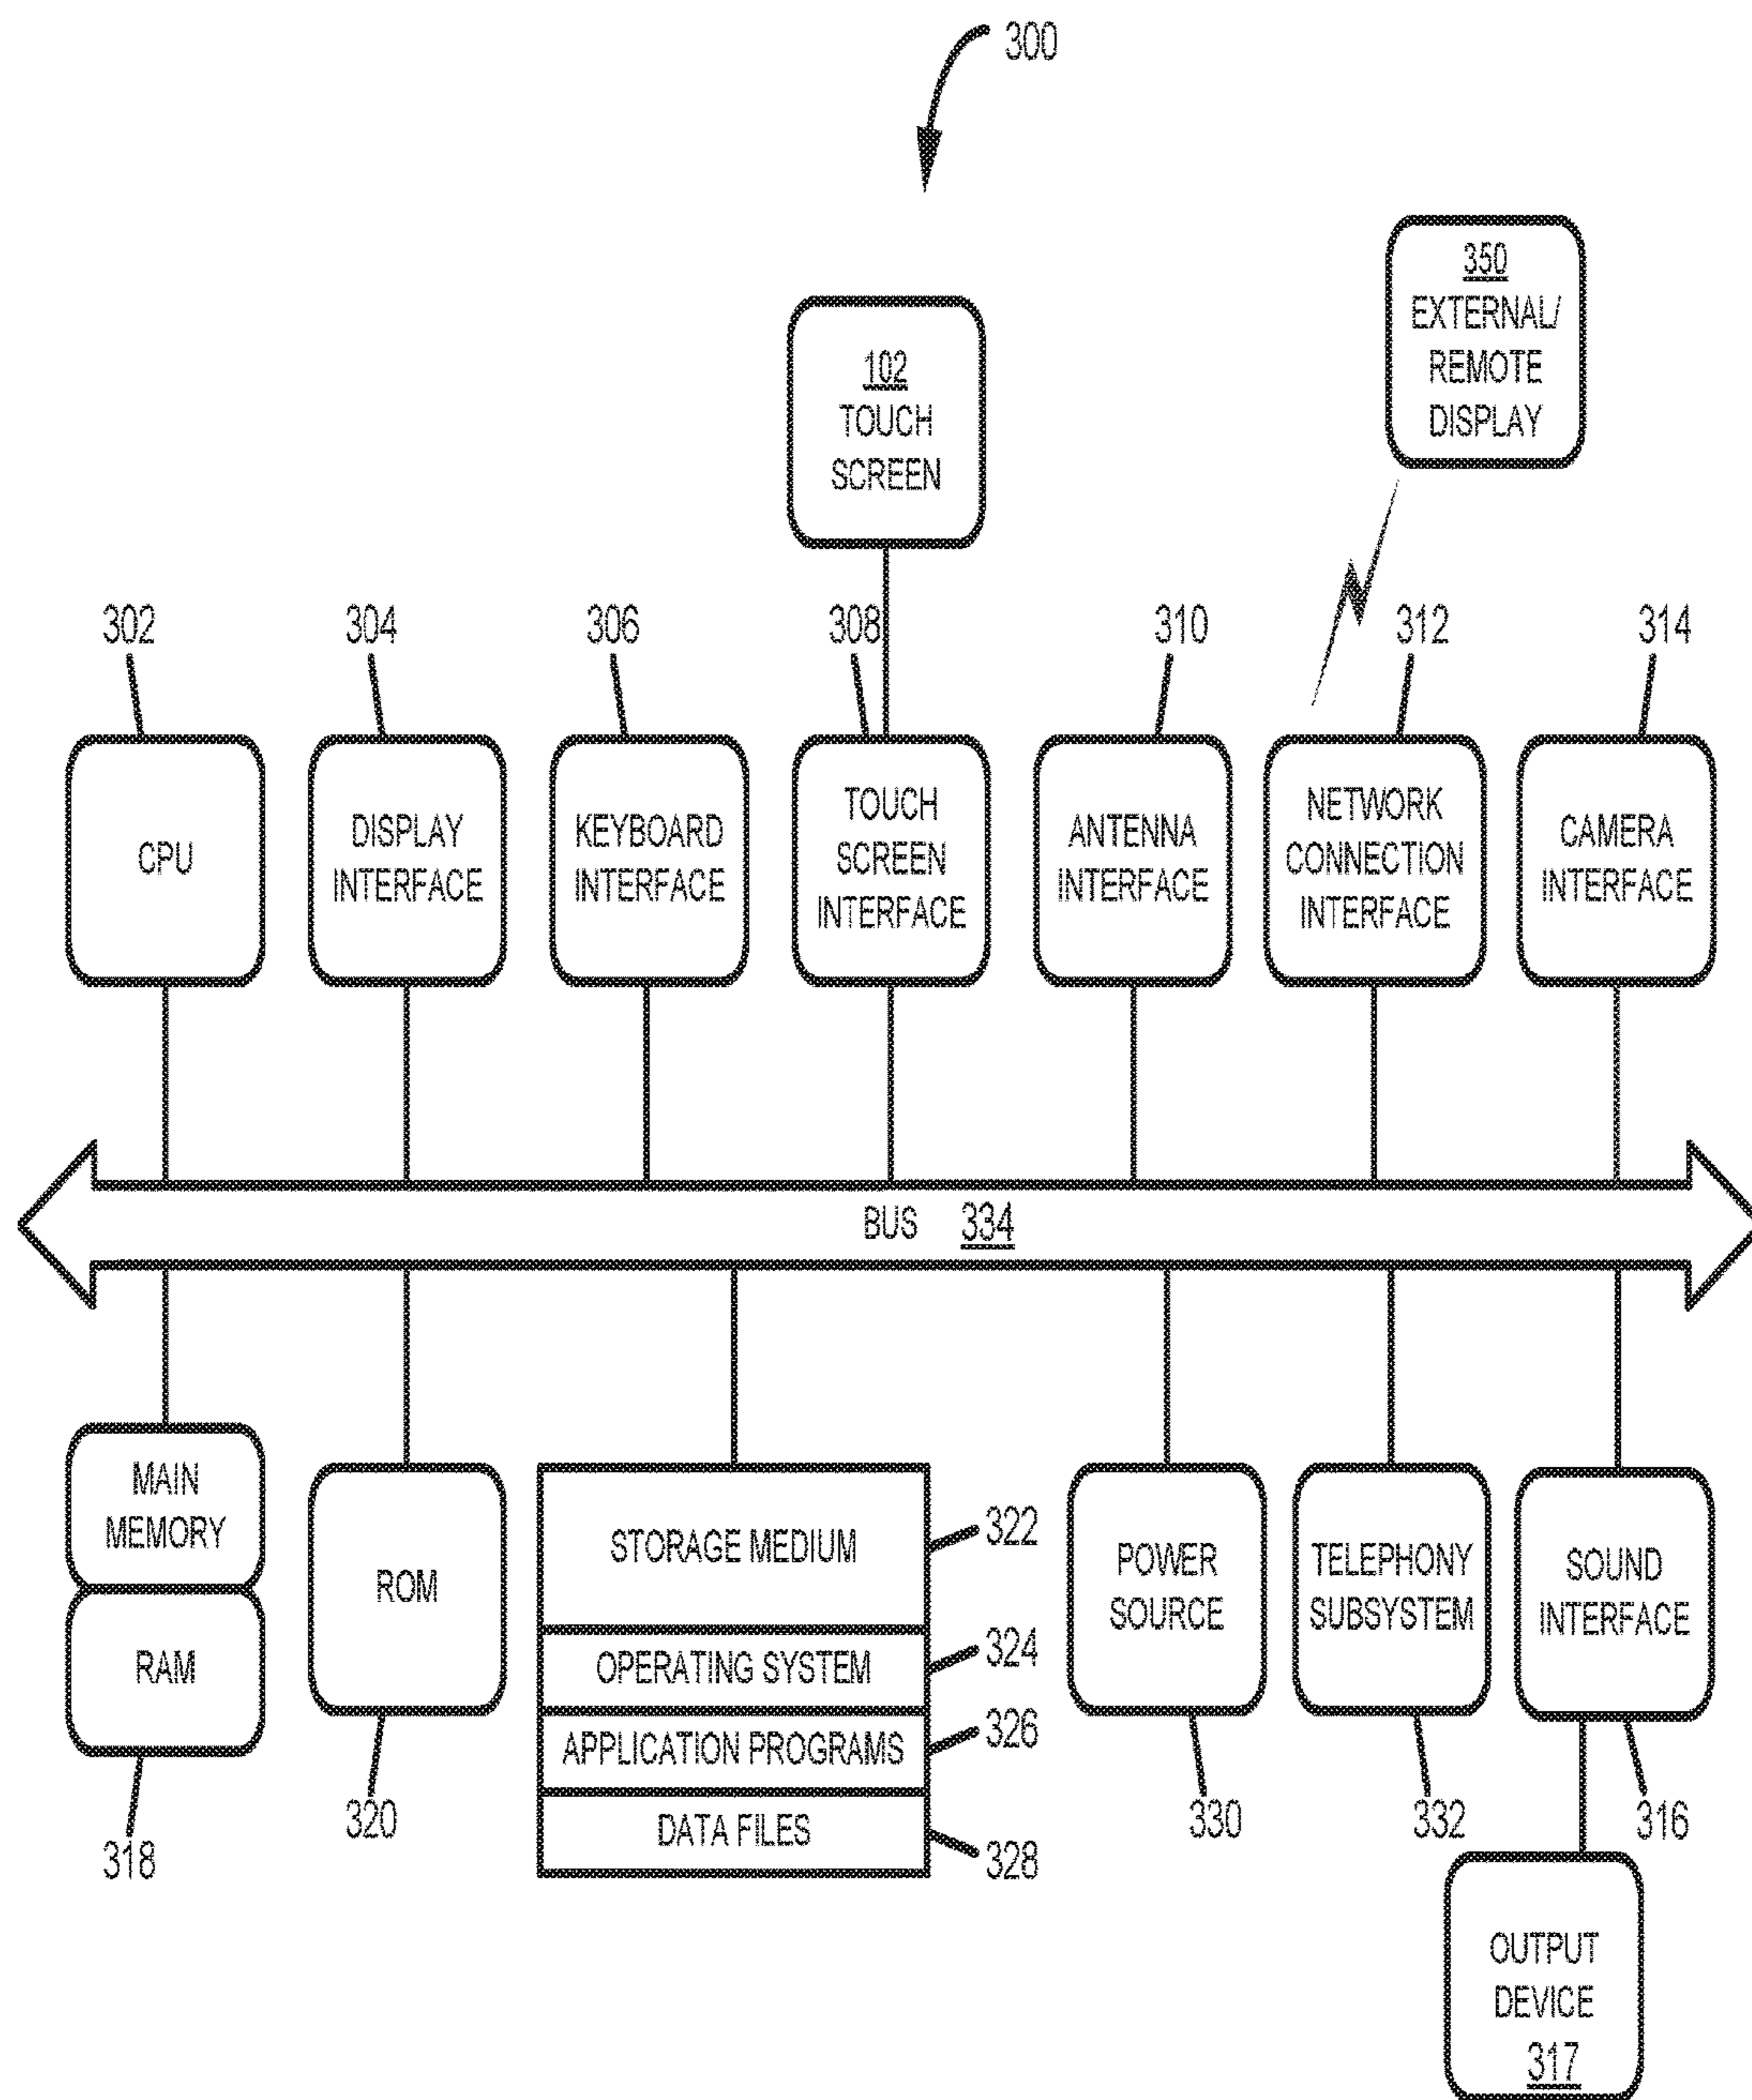 300
350
EXTERNAL/
REMOTE
DISPLAY
102
TOUCH
SCREEN
302
304
306
308
310
312
314
CPU
DISPLAY
INTERFACE
KEYBOARD
INTERFACE
TOUCH
SCREEN
INTERFACE
ANTENNA
INTERFACE
NETWORK
CONNECTION
INTERFACE
CAMERA
INTERFACE
BUS 334
MAIN
MEMORY
RAM
318
ROM
320
STORAGE MEDIUM
322
OPERATING SYSTEM
324
APPLICATION PROGRAMS
326
DATA FILES
328
POWER
SOURCE
330
TELEPHONY
SUBSYSTEM
332
SOUND
INTERFACE
316
OUTPUT
DEVICE
317